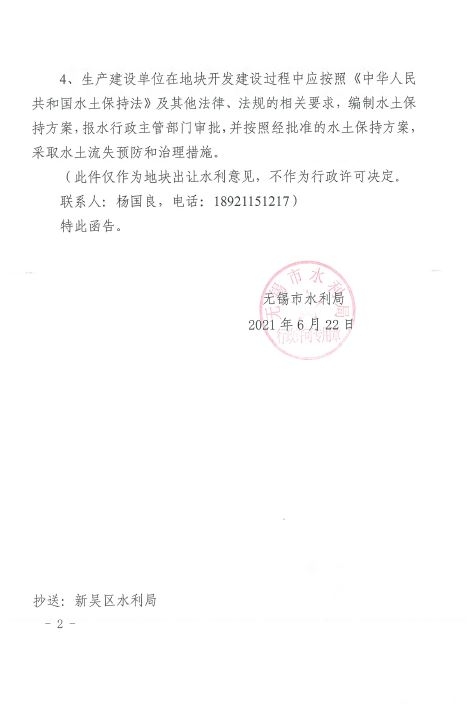 4、生产建设单位在地块开发建设过程中应按照《中华人民
共和国水土保持法》及其他法律、法规的相关要求，编制水土保
持方案，报水行政主管部门审批，并按照经批准的水土保持方案，
采取水土流失预防和治理措施。
（此件仅作为地块出让水利意见，不作为行政许可决定。
联系人：杨国良，电话：18921151217）
特此函告。
无锡市水利局
无锡市水利局
2021年6月22日
抄送：新吴区水利局
- 2 -